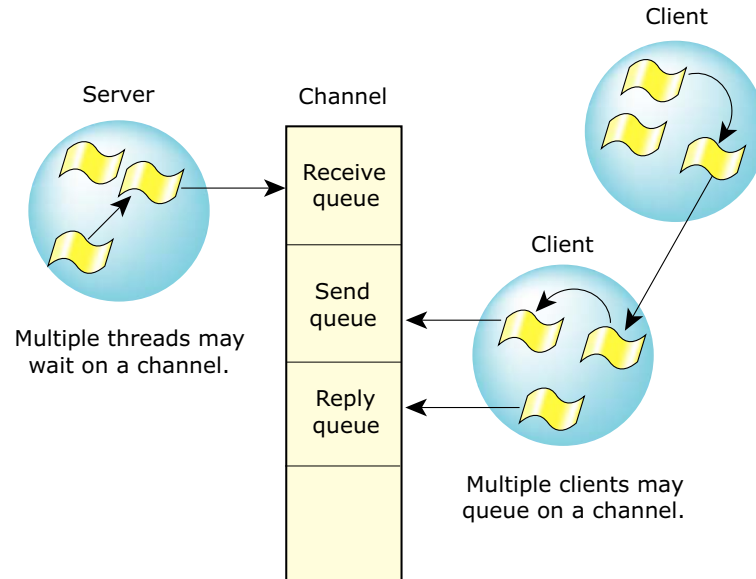 Client
Server
Channel
Receive
queue
Client
Send
queue
Multiple threads may
wait on a channel.
Reply
queue
Multiple clients may
queue on a channel.